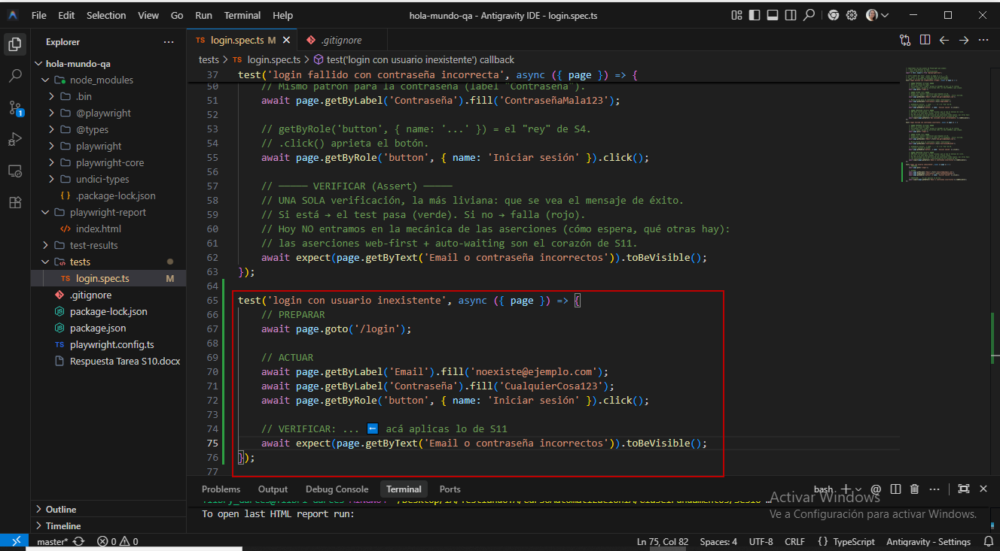 File Edit Selection View Go Run Terminal Help
hola-mundo-qa - Antigravity IDE - login.spec.ts
Explorer
hola-mundo-qa
node_modules
.bin
@playwright
@types
playwright
playwright-core
undici-types
{ } .package-lock.json
playwright-report
</> index.html
test-results
tests
TS login.spec.ts M
.gitignore
package-lock.json
package.json
TS playwright.config.ts
Respuesta Tarea S10.docx
Outline
Timeline
1
TS login.spec.ts M
.gitignore
tests > TS login.spec.ts > test('login con usuario inexistente') callback
37 test('login fallido con contraseña incorrecta', async ({ page }) => {
50 // Mismo patrón para la contraseña (label "Contraseña").
51 await page.getByLabel('Contraseña').fill('ContraseñaMala123');
52
53 // getByRole('button', { name: '...' }) = el "rey" de S4.
54 // .click() aprieta el botón.
55 await page.getByRole('button', { name: 'Iniciar sesión' }).click();
56
57 // ───── VERIFICAR (Assert) ─────
58 // UNA SOLA verificación, la más liviana: que se vea el mensaje de éxito.
59 // Si está → el test pasa (verde). Si no → falla (rojo).
60 // Hoy NO entramos en la mecánica de las aserciones (cómo espera, qué otras hay):
61 // las aserciones web-first + auto-waiting son el corazón de S11.
62 await expect(page.getByText('Email o contraseña incorrectos')).toBeVisible();
63 });
64
65 test('login con usuario inexistente', async ({ page }) => {
66 // PREPARAR
67 await page.goto('/login');
68
69 // ACTUAR
70 await page.getByLabel('Email').fill('noexiste@ejemplo.com');
71 await page.getByLabel('Contraseña').fill('CualquierCosa123');
72 await page.getByRole('button', { name: 'Iniciar sesión' }).click();
73
74 // VERIFICAR: ... ⬅ acá aplicas lo de S11
75 await expect(page.getByText('Email o contraseña incorrectos')).toBeVisible();
76 });
77
Problems Output Debug Console Terminal Ports
bash
To open last HTML report run:
Activar Windows
Ve a Configuración para activar Windows.
master* 0 0
Ln 75, Col 82 Spaces: 4 UTF-8 CRLF { } TypeScript Antigravity - Settings